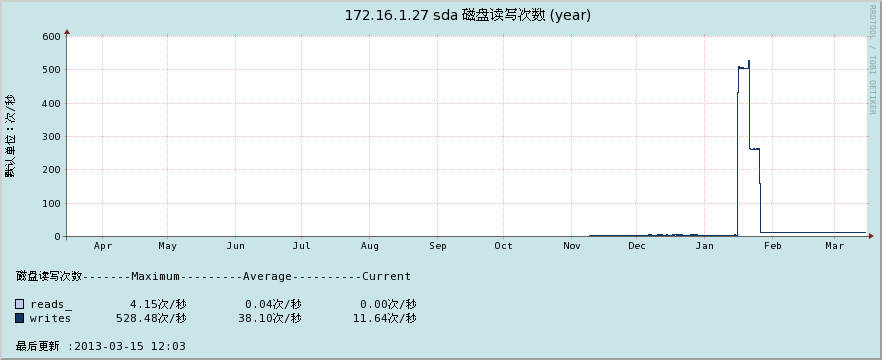 172.16.1.27 sda 磁盘读写次数 (year)
RRDTOOL / TOBI OETIKER
默认单位：次/秒
600
500
400
300
200
100
0
Apr May Jun Jul Aug Sep Oct Nov Dec Jan Feb Mar
磁盘读写次数-------Maximum---------Average----------Current
reads_ 4.15次/秒 0.04次/秒 0.00次/秒
writes 528.48次/秒 38.10次/秒 11.64次/秒
最后更新 :2013-03-15 12:03